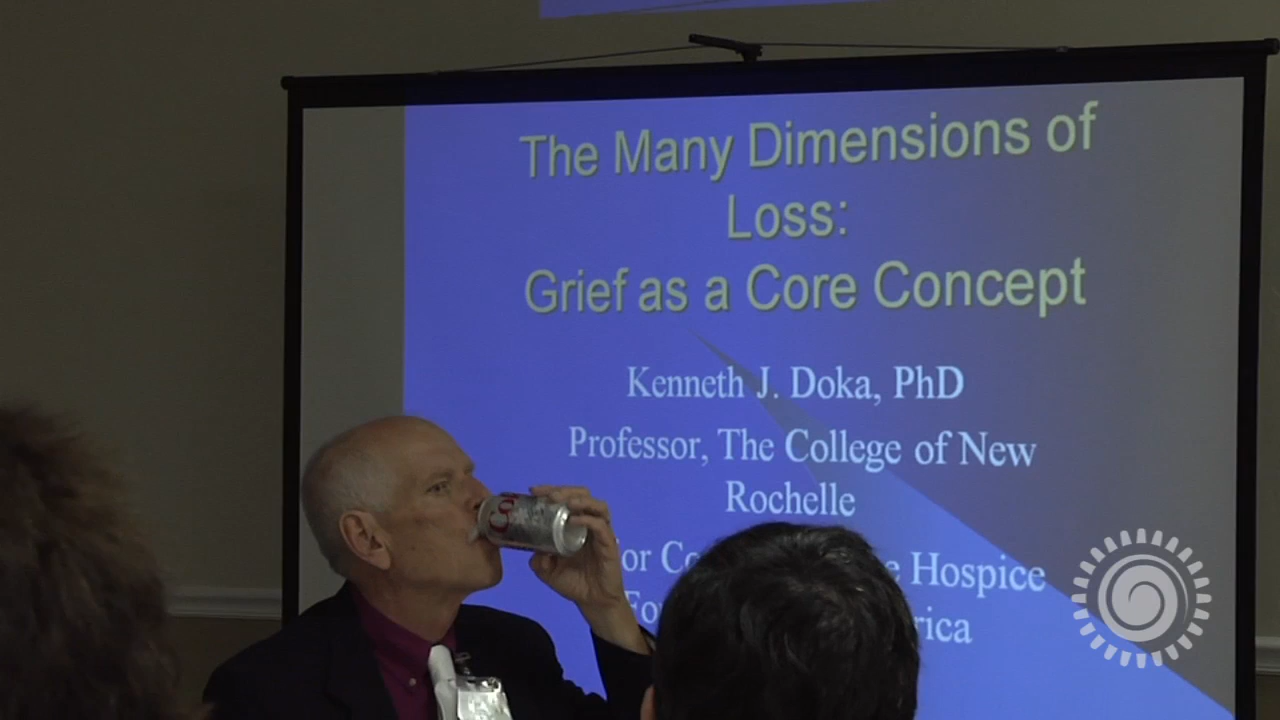 The Many Dimensions of
Loss:
Grief as a Core Concept
Kenneth J. Doka, PhD
Professor, The College of New
Rochelle
Hospice